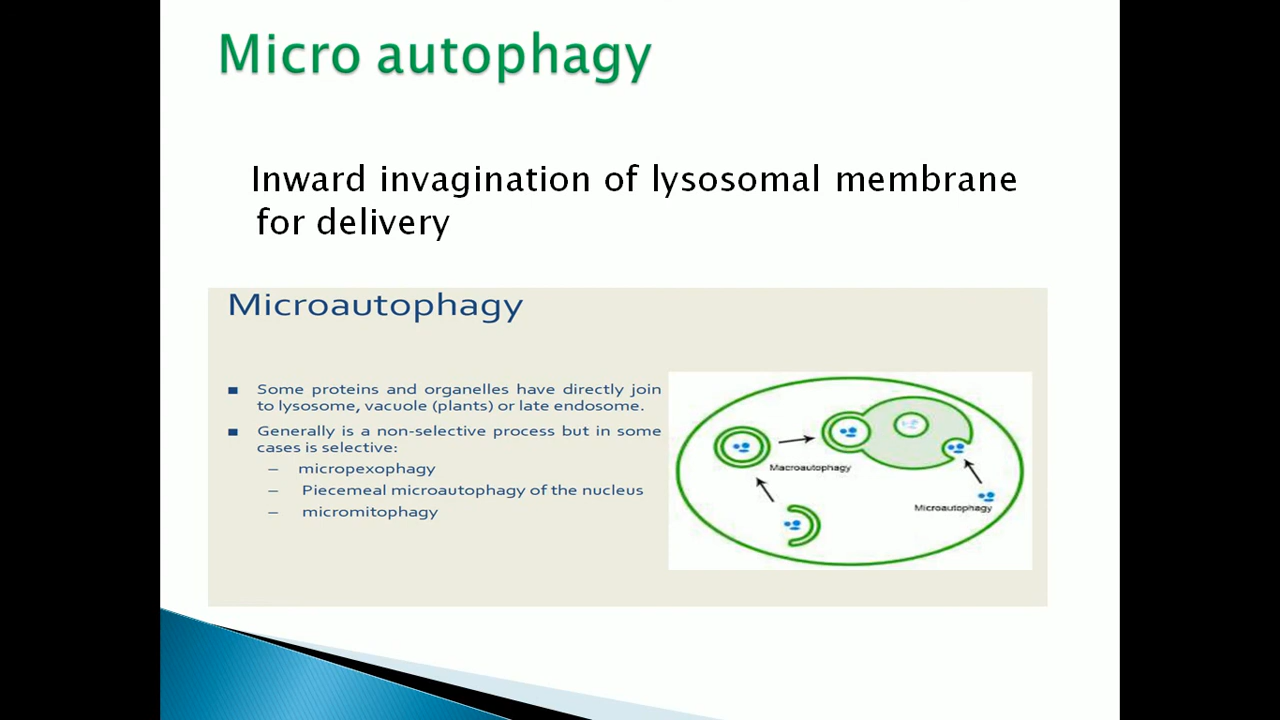 Micro autophagy
Inward invagination of lysosomal membrane
for delivery
Microautophagy
■ Some proteins and organelles have directly join
to lysosome, vacuole (plants) or late endosome.
■ Generally is a non-selective process but in some
cases is selective:
– micropexophagy
– Piecemeal microautophagy of the nucleus
– micromitophagy
Macroautophagy
Microautophagy